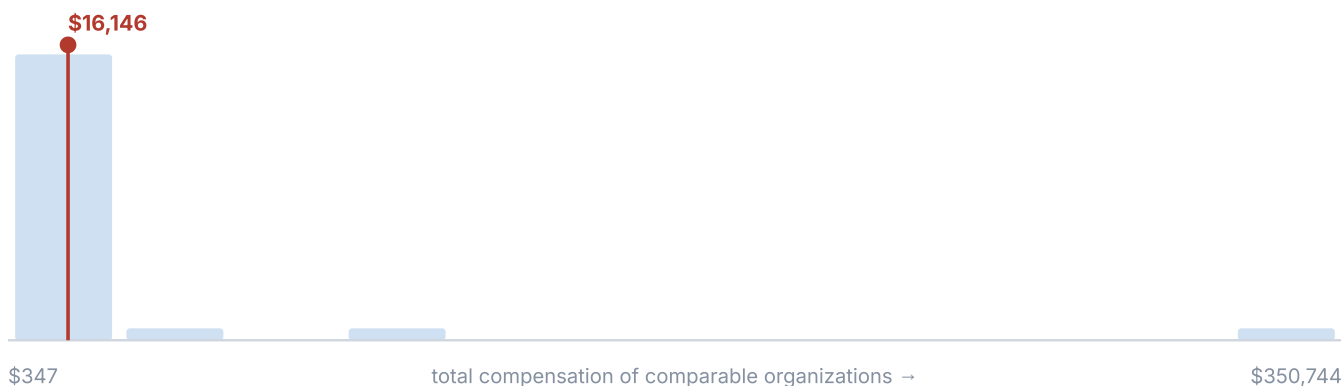 $16,146
$347
total compensation of comparable organizations →
$350,744